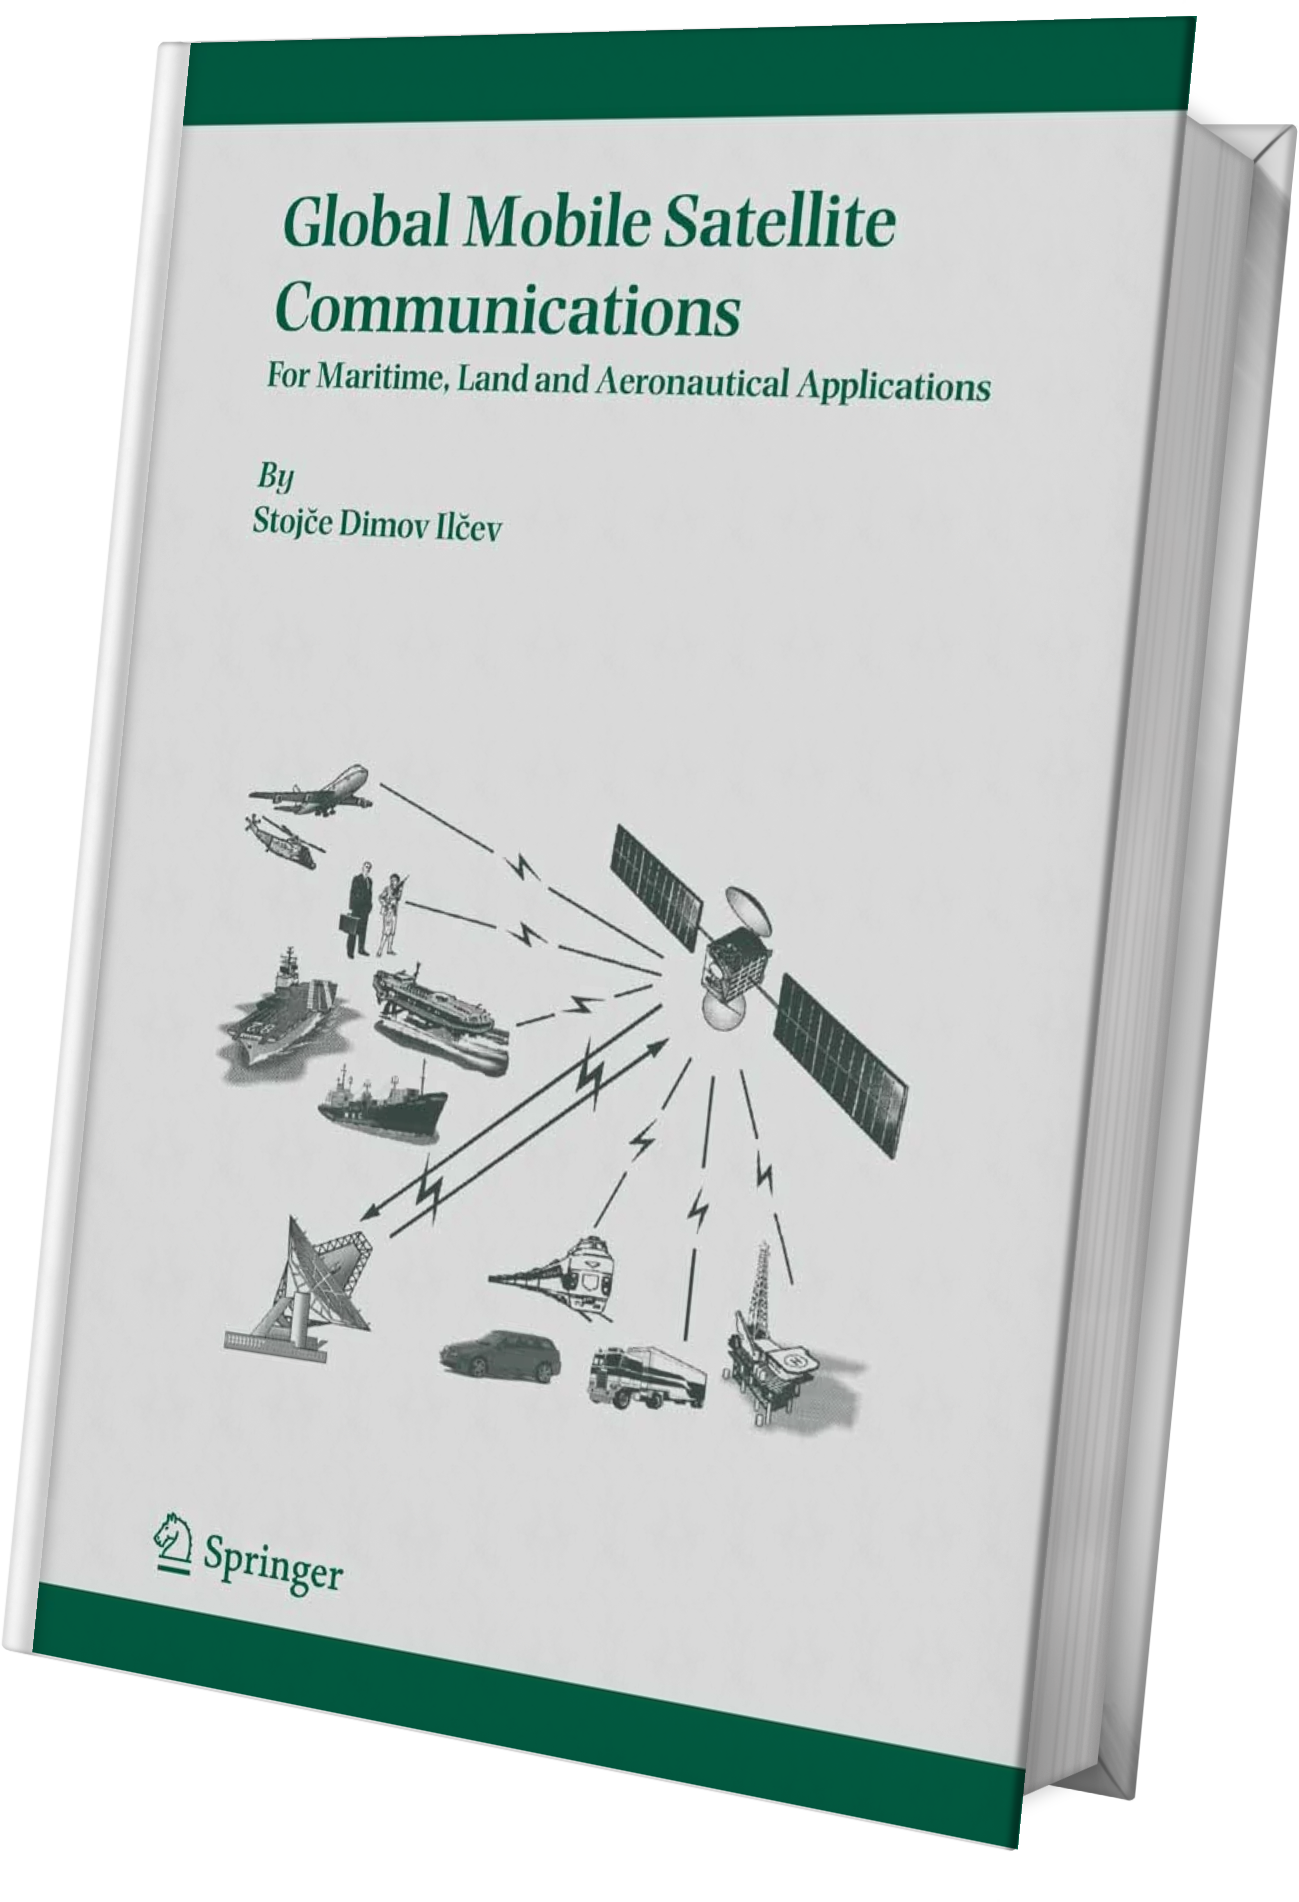 Global Mobile Satellite
Communications
For Maritime, Land and Aeronautical Applications
By
Stojče Dimov Ilčev
Springer